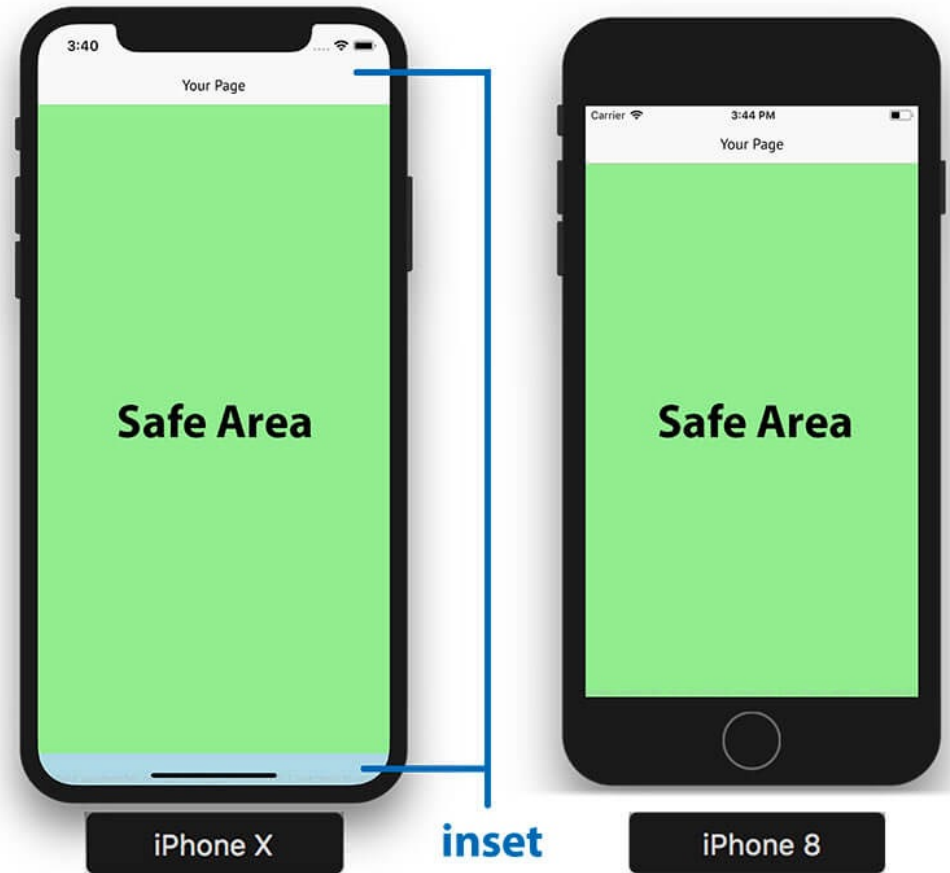 3:40
Your Page
Safe Area
iPhone X
inset
Carrier
3:44 PM
Your Page
Safe Area
iPhone 8